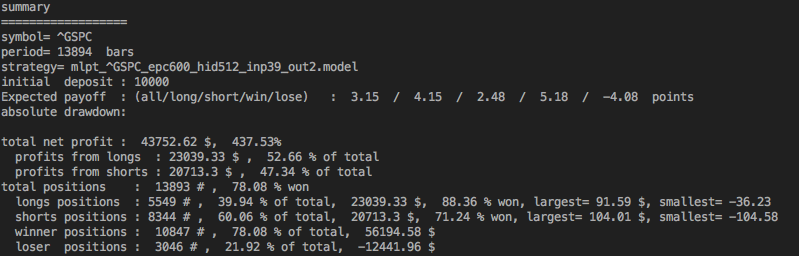 summary
==================
symbol= ^GSPC
period= 13894  bars
strategy= mlpt_^GSPC_epc600_hid512_inp39_out2.model
initial  deposit : 10000
Expected payoff  : (all/long/short/win/lose)   :  3.15  /  4.15  /  2.48  /  5.18  /  -4.08  points
absolute drawdown:
total net profit :  43752.62 $,  437.53%
  profits from longs  : 23039.33 $ ,  52.66 % of total
  profits from shorts : 20713.3 $ ,  47.34 % of total
total positions    :  13893 # ,  78.08 % won
  longs positions  : 5549 # ,  39.94 % of total,  23039.33 $,  88.36 % won, largest= 91.59 $, smallest= -36.23
  shorts positions : 8344 # ,  60.06 % of total,  20713.3 $,  71.24 % won, largest= 104.01 $, smallest= -104.58
  winner positions : 10847 # ,  78.08 % of total,  56194.58 $
  loser  positions : 3046 # ,  21.92 % of total,  -12441.96 $